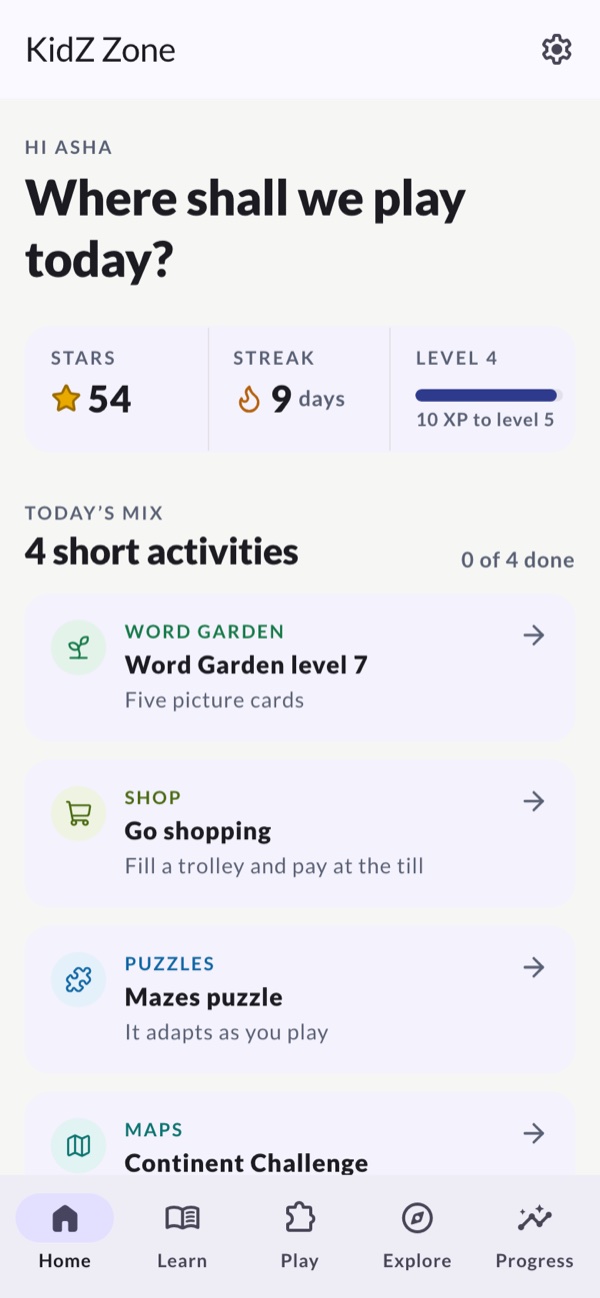 KidZ Zone
HI ASHA
Where shall we play
today?
STARS
54
STREAK
9 days
LEVEL 4
10 XP to level 5
TODAY’S MIX
4 short activities
0 of 4 done
WORD GARDEN
Word Garden level 7
Five picture cards
SHOP
Go shopping
Fill a trolley and pay at the till
PUZZLES
Mazes puzzle
It adapts as you play
MAPS
Continent Challenge
Home
Learn
Play
Explore
Progress